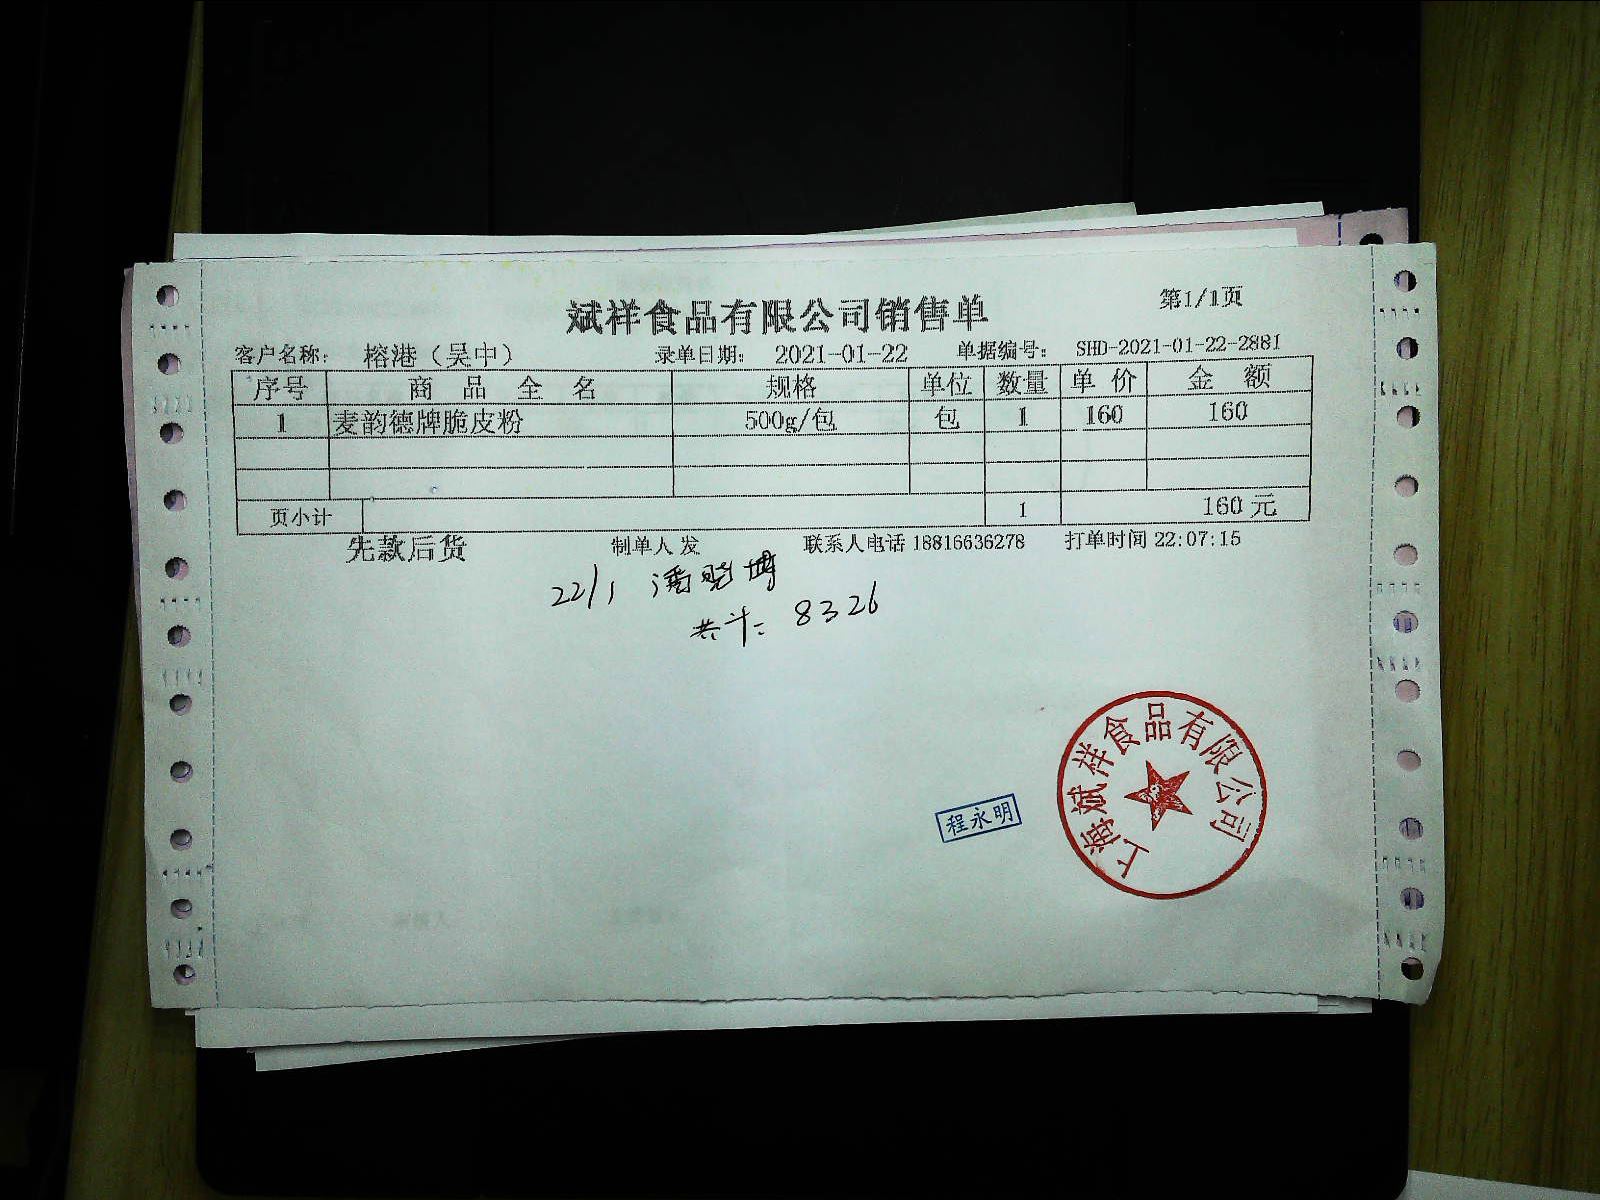 斌祥食品有限公司销售单
第1/1页
客户名称： 榕港（吴中） 录单日期： 2021-01-22 单据编号： SHD-2021-01-22-2881
序号 商品全名 规格 单位 数量 单价 金额
1 麦韵德牌脆皮粉 500g/包 包 1 160 160
页小计 1 160元
先款后货 制单人 发 联系人电话 18816636278 打单时间 22:07:15
22/1 潘晓博
共计: 8326
程永明
上海斌祥食品有限公司